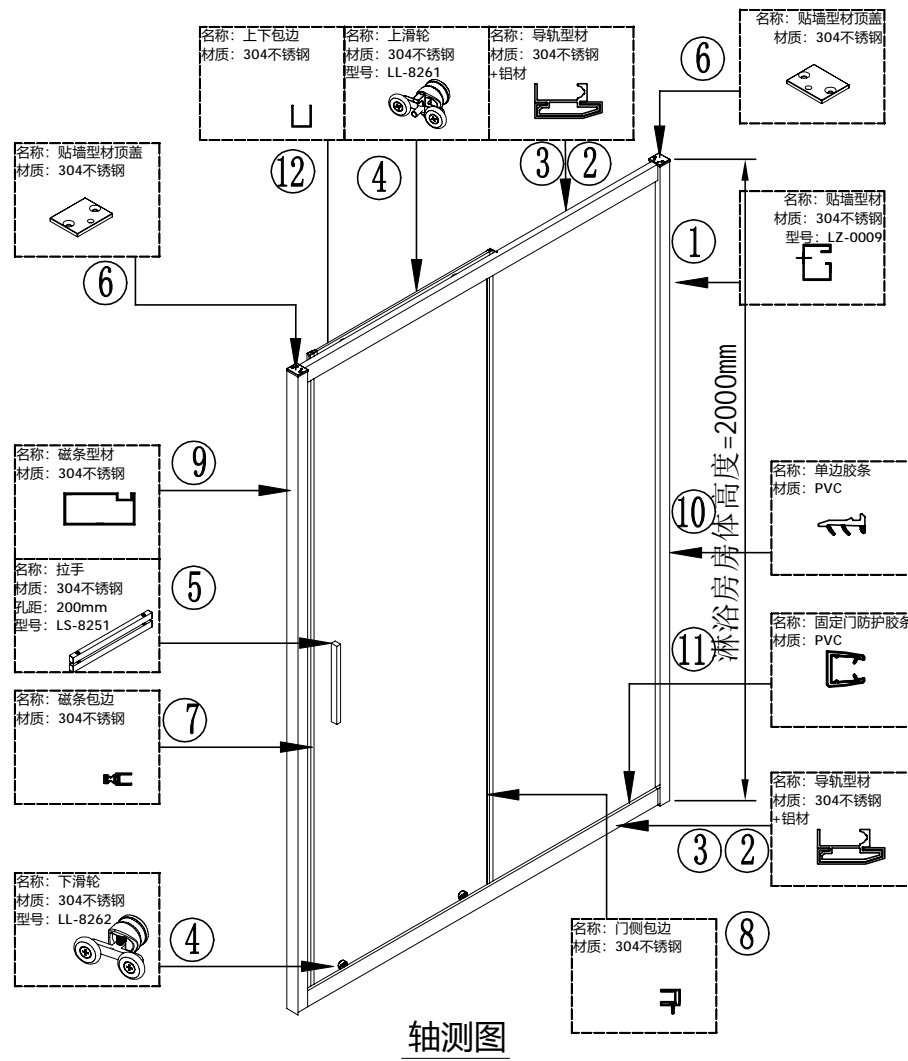 名称：上下包边
材质：304不锈钢
名称：上滑轮
材质：304不锈钢
型号：LL-8261
名称：导轨型材
材质：304不锈钢
+铝材
名称：贴墙型材顶盖
材质：304不锈钢
⑥
⑫
④
③ ②
名称：贴墙型材顶盖
材质：304不锈钢
⑥
名称：贴墙型材
材质：304不锈钢
型号：LZ-0009
①
淋浴房房体高度=2000mm
名称：磁条型材
材质：304不锈钢
⑨
名称：单边胶条
材质：PVC
⑩
名称：拉手
材质：304不锈钢
孔距：200mm
型号：LS-8251
⑤
名称：固定门防护胶条
材质：PVC
⑪
名称：磁条包边
材质：304不锈钢
⑦
名称：导轨型材
材质：304不锈钢
+铝材
③ ②
名称：下滑轮
材质：304不锈钢
型号：LL-8262
④
名称：门侧包边
材质：304不锈钢
⑧
轴测图